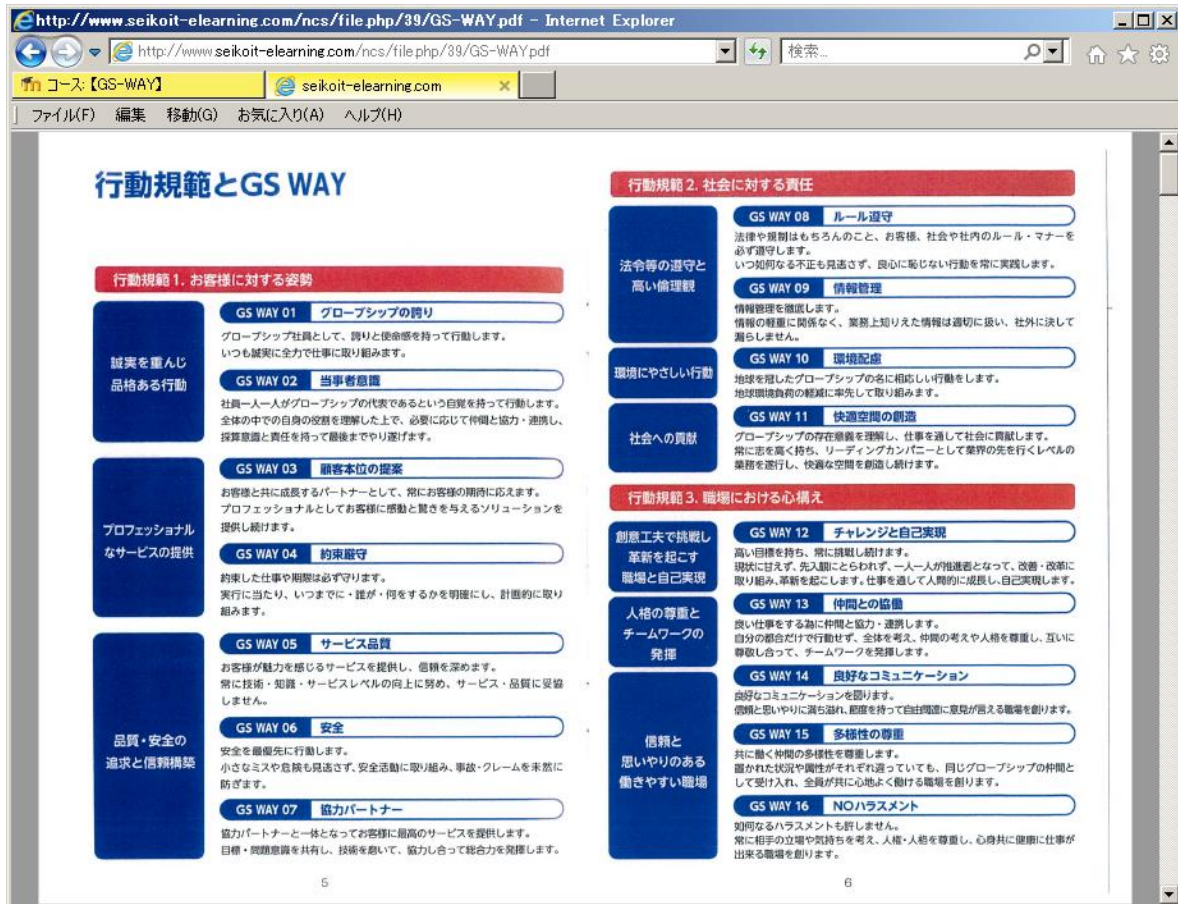 http://www.seikoit-elearning.com/ncs/file.php/39/GS-WAY.pdf - Internet Explorer
http://www.seikoit-elearning.com/ncs/file.php/39/GS-WAY.pdf
検索...
コース:【GS-WAY】
seikoit-elearning.com
ファイル(F) 編集 移動(G) お気に入り(A) ヘルプ(H)
行動規範とGS WAY
行動規範1. お客様に対する姿勢
誠実を重んじ
品格ある行動
GS WAY 01 グローブシップの誇り
グローブシップ社員として、誇りと使命感を持って行動します。
いつも誠実に全力で仕事に取り組みます。
GS WAY 02 当事者意識
社員一人一人がグローブシップの代表であるという自覚を持って行動します。
全体の中での自身の役割を理解した上で、必要に応じて仲間と協力・連携し、
採算意識と責任を持って最後までやり遂げます。
プロフェッショナル
なサービスの提供
GS WAY 03 顧客本位の提案
お客様と共に成長するパートナーとして、常にお客様の期待に応えます。
プロフェッショナルとしてお客様に感動と驚きを与えるソリューションを
提供し続けます。
GS WAY 04 約束厳守
約束した仕事や期限は必ず守ります。
実行に当たり、いつまでに・誰が・何をするかを明確にし、計画的に取り
組みます。
品質・安全の
追求と信頼構築
GS WAY 05 サービス品質
お客様が魅力を感じるサービスを提供し、信頼を深めます。
常に技術・知識・サービスレベルの向上に努め、サービス・品質に妥協
しません。
GS WAY 06 安全
安全を最優先に行動します。
小さなミスや危険も見逃さず、安全活動に取り組み、事故・クレームを未然に
防ぎます。
GS WAY 07 協力パートナー
協力パートナーと一体となってお客様に最高のサービスを提供します。
目標・問題意識を共有し、技術を磨いて、協力し合って総合力を発揮します。
5
行動規範2. 社会に対する責任
法令等の遵守と
高い倫理観
GS WAY 08 ルール遵守
法律や規制はもちろんのこと、お客様、社会や社内のルール・マナーを
必ず遵守します。
いつ如何なる不正も見逃さず、良心に恥じない行動を常に実践します。
GS WAY 09 情報管理
情報管理を徹底します。
情報の軽重に関係なく、業務上知りえた情報は適切に扱い、社外に決して
漏らしません。
環境にやさしい行動
GS WAY 10 環境配慮
地球を冠したグローブシップの名に相応しい行動をします。
地球環境負荷の軽減に率先して取り組みます。
社会への貢献
GS WAY 11 快適空間の創造
グローブシップの存在意義を理解し、仕事を通して社会に貢献します。
常に志を高く持ち、リーディングカンパニーとして業界の先を行くレベルの
業務を遂行し、快適な空間を創造し続けます。
行動規範3. 職場における心構え
創意工夫で挑戦し
革新を起こす
職場と自己実現
GS WAY 12 チャレンジと自己実現
高い目標を持ち、常に挑戦し続けます。
現状に甘えず、先入観にとらわれず、一人一人が推進者となって、改善・改革に
取り組み、革新を起こします。仕事を通して人間的に成長し、自己実現します。
人格の尊重と
チームワークの
発揮
GS WAY 13 仲間との協働
良い仕事をする為に仲間と協力・連携します。
自分の都合だけで行動せず、全体を考え、仲間の考えや人格を尊重し、互いに
尊敬し合って、チームワークを発揮します。
信頼と
思いやりのある
働きやすい職場
GS WAY 14 良好なコミュニケーション
良好なコミュニケーションを図ります。
信頼と思いやりに満ち溢れ、節度を持って自由闊達に意見が言える職場を創ります。
GS WAY 15 多様性の尊重
共に働く仲間の多様性を尊重します。
置かれた状況や属性がそれぞれ違っていても、同じグローブシップの仲間と
して受け入れ、全員が共に心地よく働ける職場を創ります。
GS WAY 16 NOハラスメント
如何なるハラスメントも許しません。
常に相手の立場や気持ちを考え、人権・人格を尊重し、心身共に健康に仕事が
出来る職場を創ります。
6